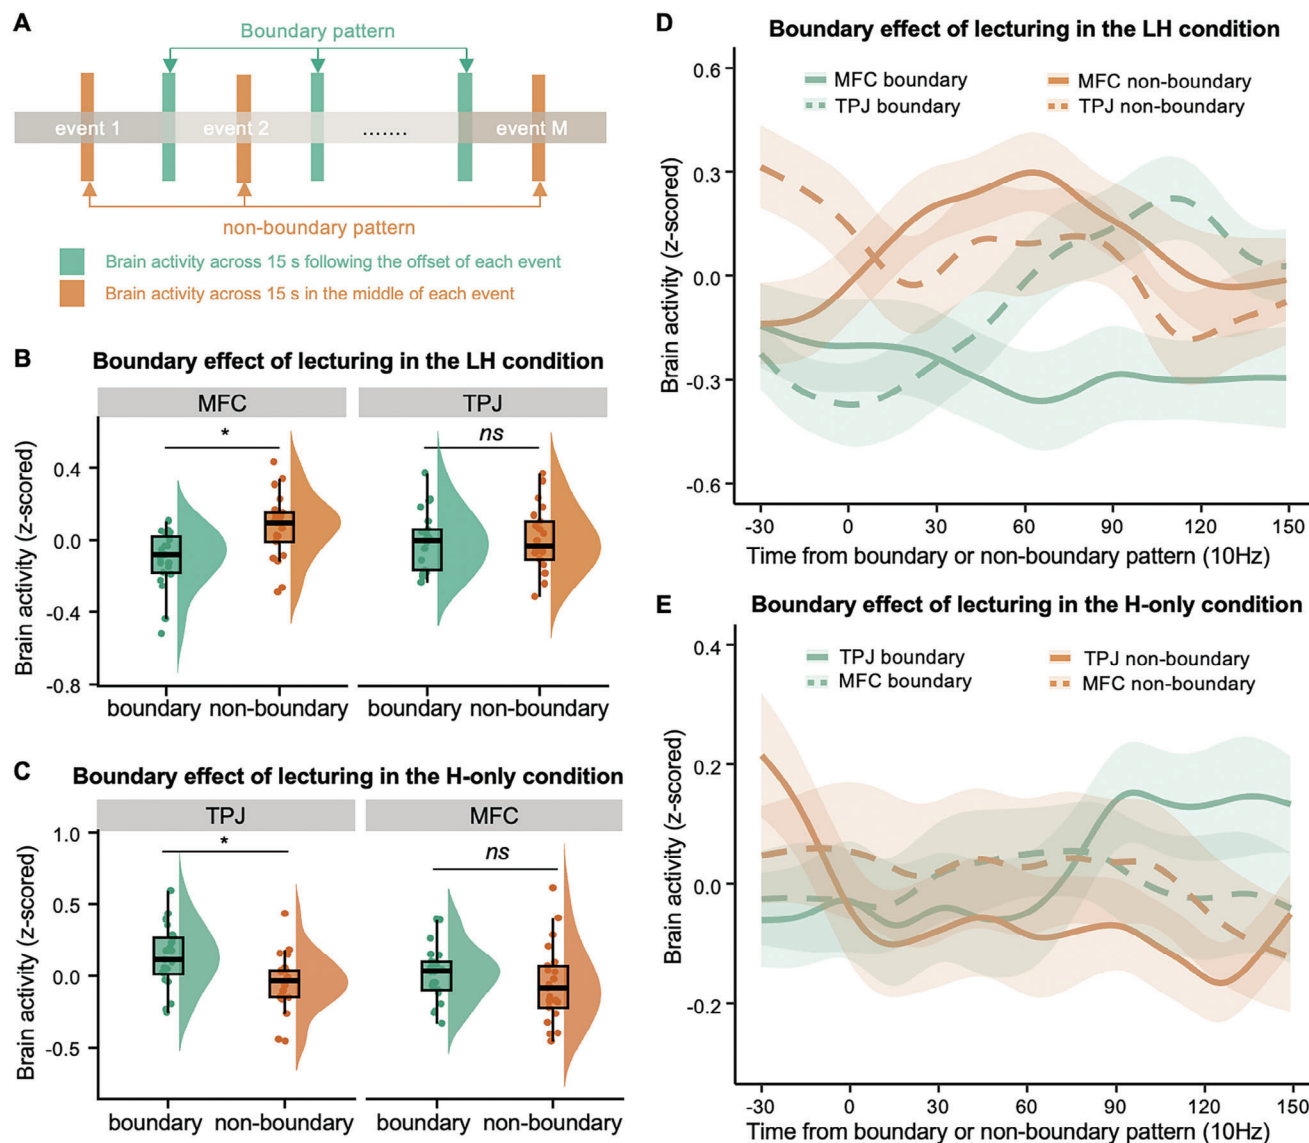 A
Boundary pattern
event 1
event 2
.......
event M
non-boundary pattern
Brain activity across 15 s following the offset of each event
Brain activity across 15 s in the middle of each event
B
Boundary effect of lecturing in the LH condition
MFC
TPJ
*
ns
0.4
0.0
-0.4
-0.8
Brain activity (z-scored)
boundary
non-boundary
boundary
non-boundary
C
Boundary effect of lecturing in the H-only condition
TPJ
MFC
*
ns
1.0
0.5
0.0
-0.5
Brain activity (z-scored)
boundary
non-boundary
boundary
non-boundary
D
Boundary effect of lecturing in the LH condition
MFC boundary
MFC non-boundary
TPJ boundary
TPJ non-boundary
0.6
0.3
0.0
-0.3
-0.6
Brain activity (z-scored)
-30
0
30
60
90
120
150
Time from boundary or non-boundary pattern (10Hz)
E
Boundary effect of lecturing in the H-only condition
TPJ boundary
TPJ non-boundary
MFC boundary
MFC non-boundary
0.4
0.2
0.0
-0.2
Brain activity (z-scored)
-30
0
30
60
90
120
150
Time from boundary or non-boundary pattern (10Hz)